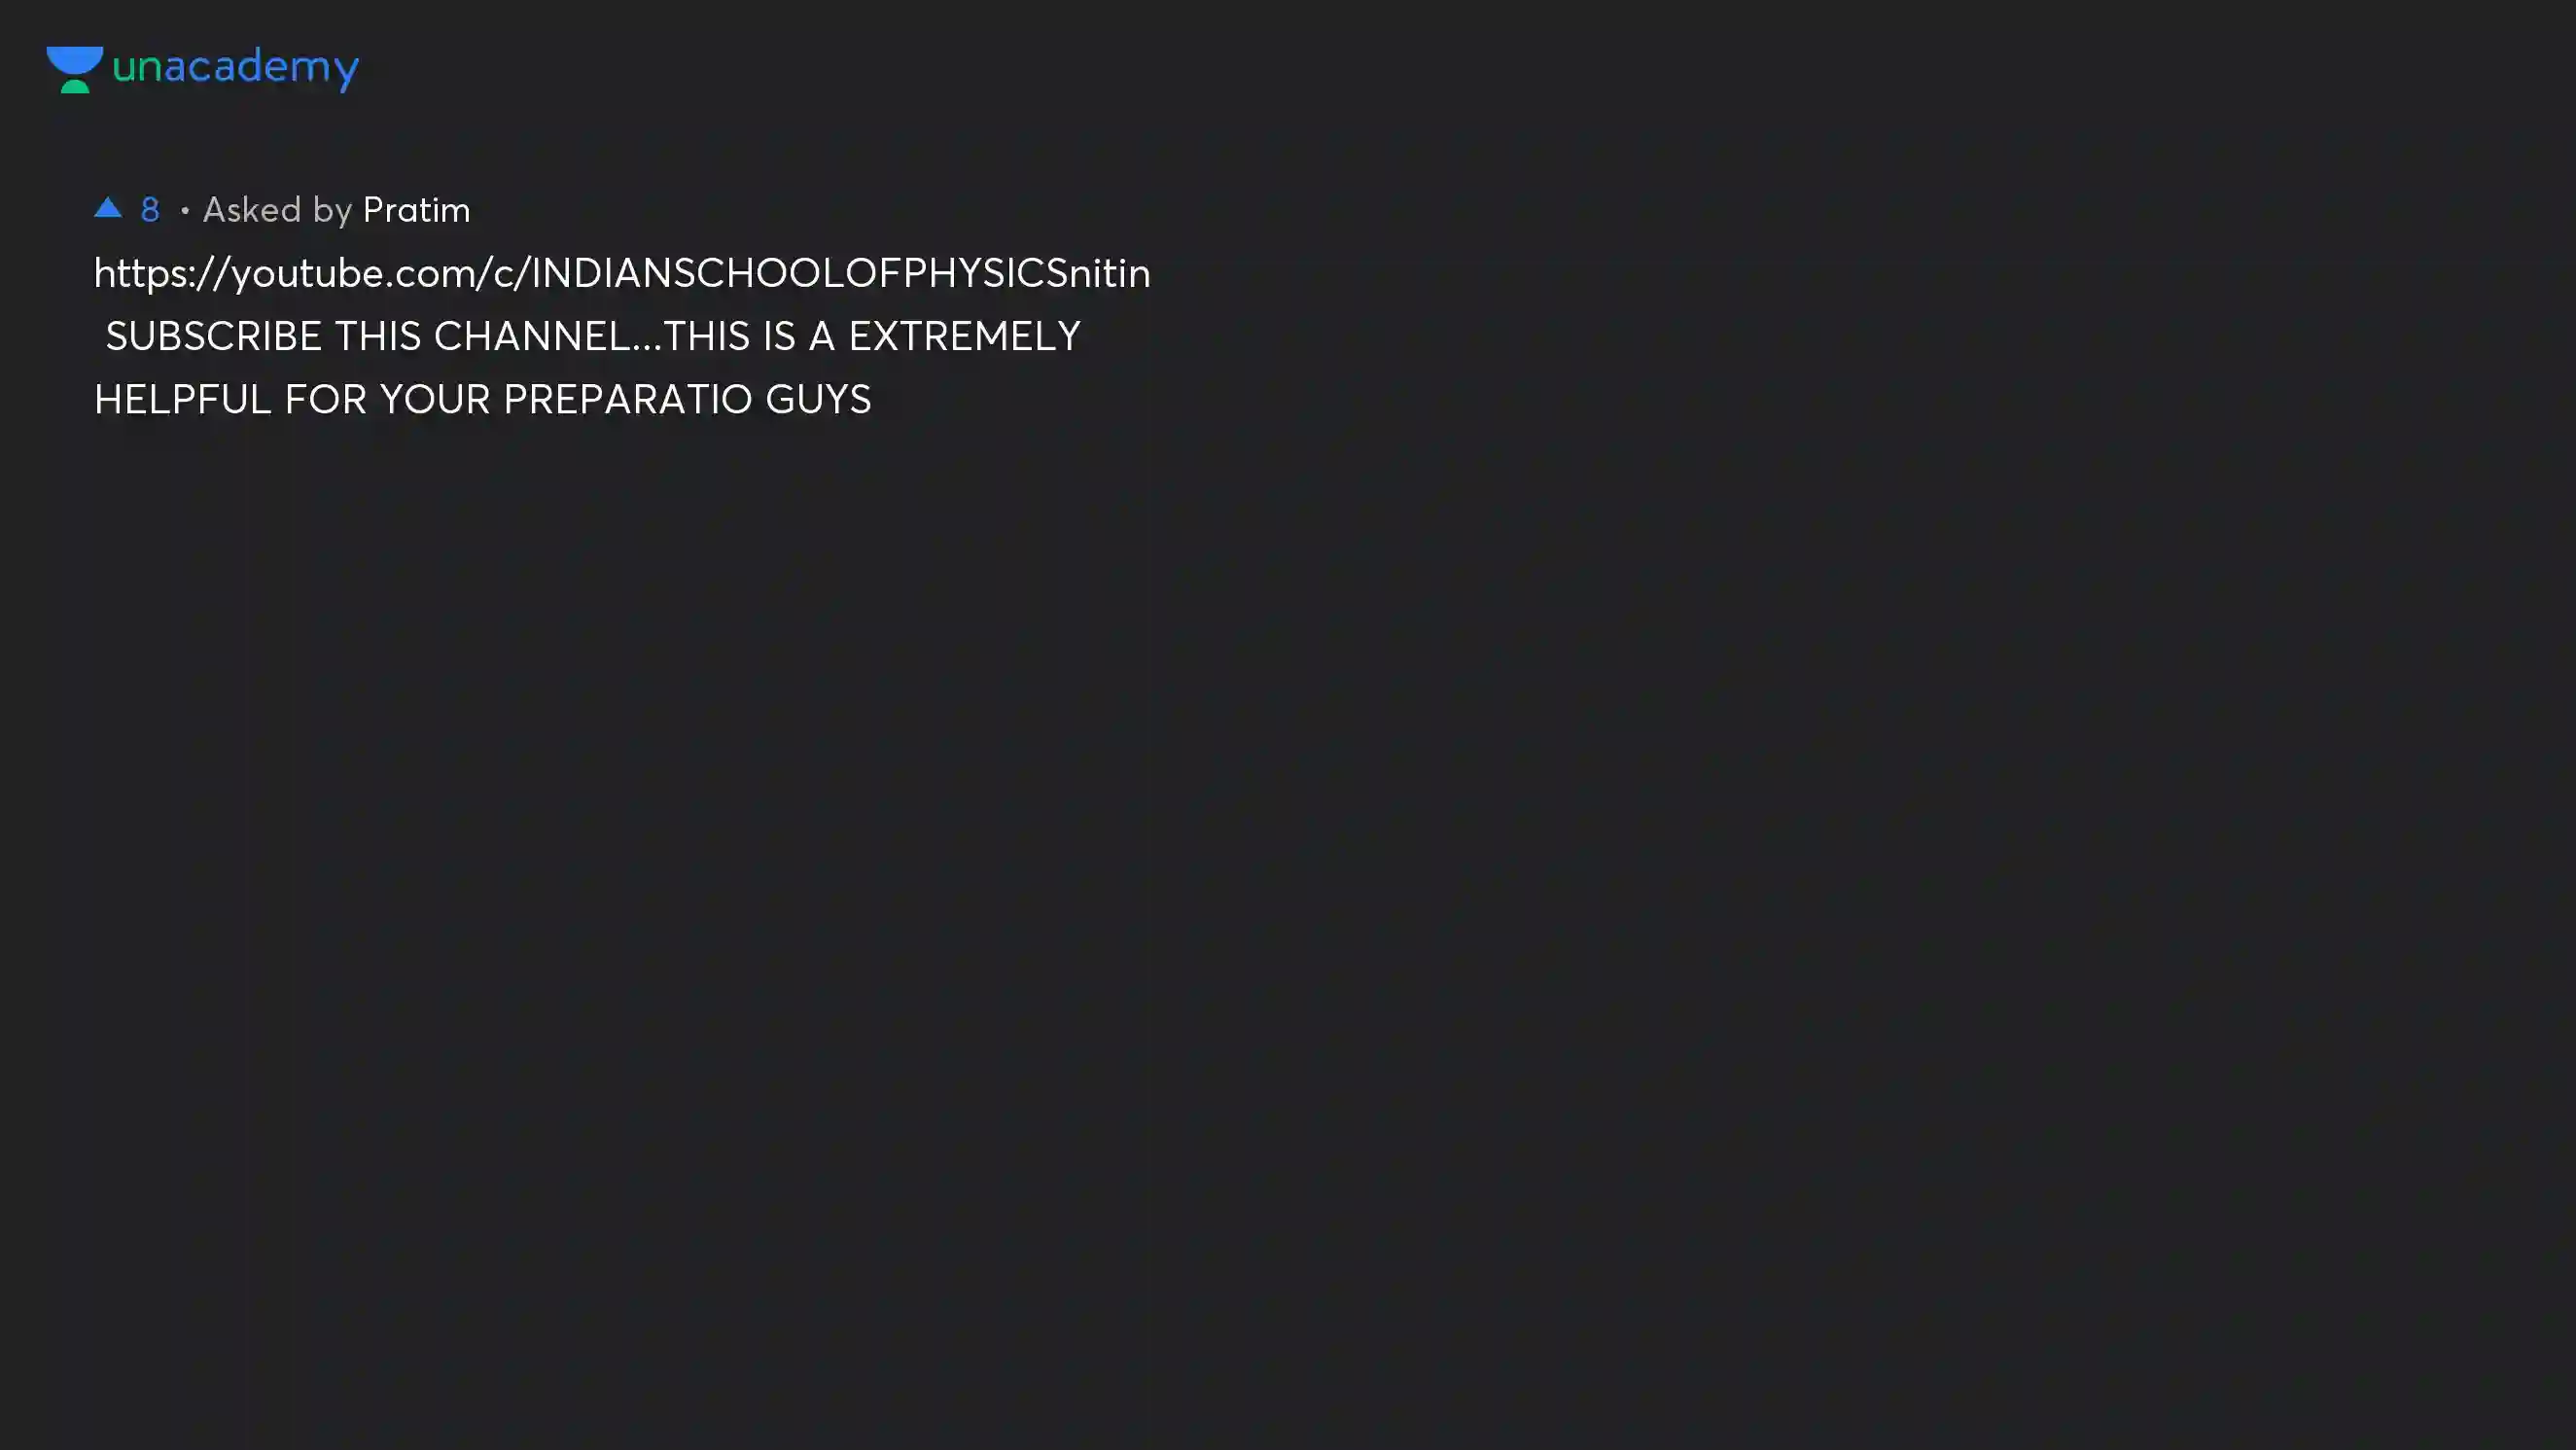 unacademy
8 • Asked by Pratim
https://youtube.com/c/INDIANSCHOOLOFPHYSICSnitin
SUBSCRIBE THIS CHANNEL...THIS IS A EXTREMELY
HELPFUL FOR YOUR PREPARATIO GUYS